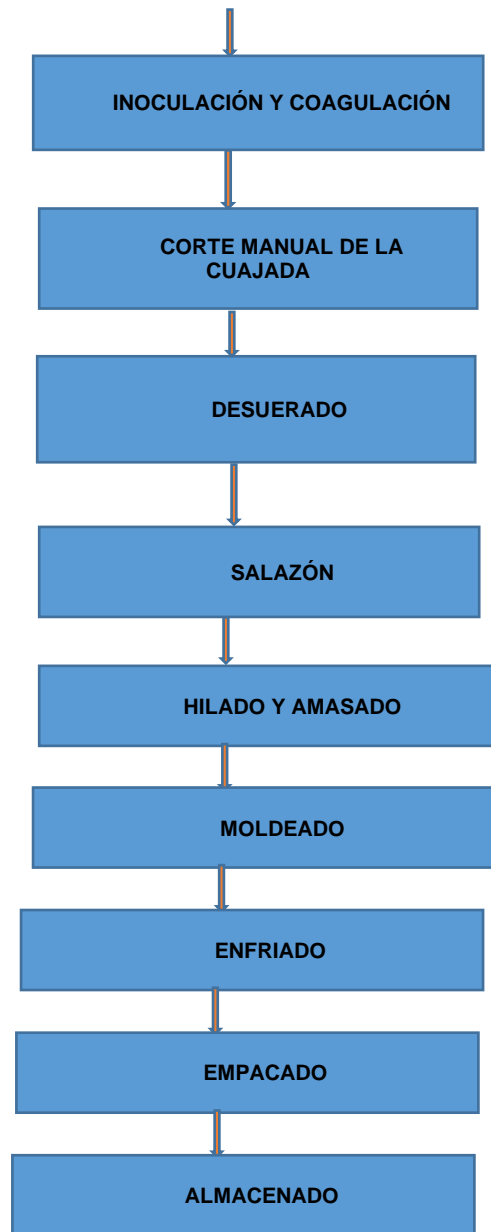 INOCULACIÓN Y COAGULACIÓN
CORTE MANUAL DE LA
CUAJADA
DESUERADO
SALAZÓN
HILADO Y AMASADO
MOLDEADO
ENFRIADO
EMPACADO
ALMACENADO